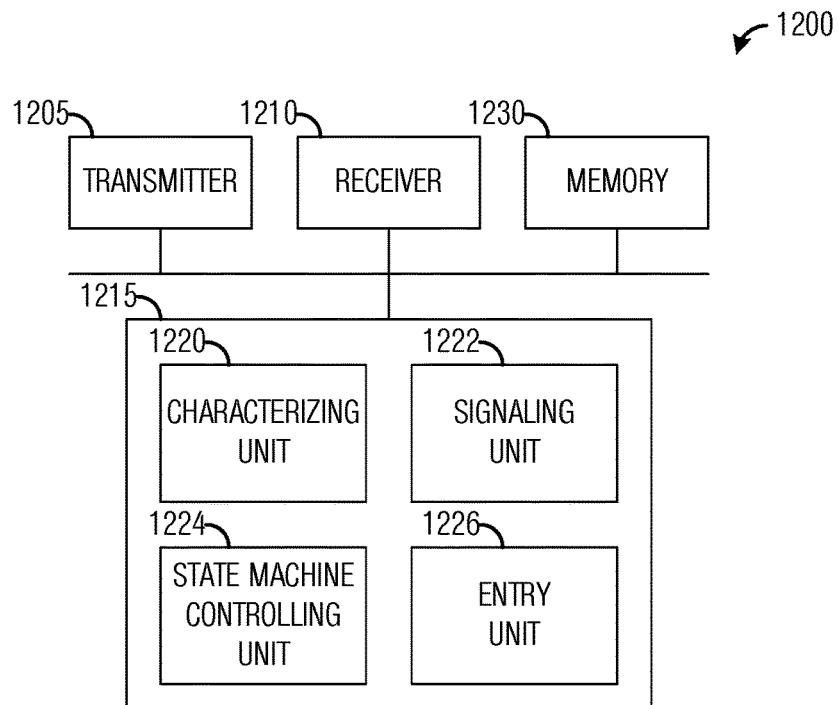 1200
1205
1210
1230
TRANSMITTER
RECEIVER
MEMORY
1215
1220
1222
CHARACTERIZING
UNIT
SIGNALING
UNIT
1224
1226
STATE MACHINE
CONTROLLING
UNIT
ENTRY
UNIT